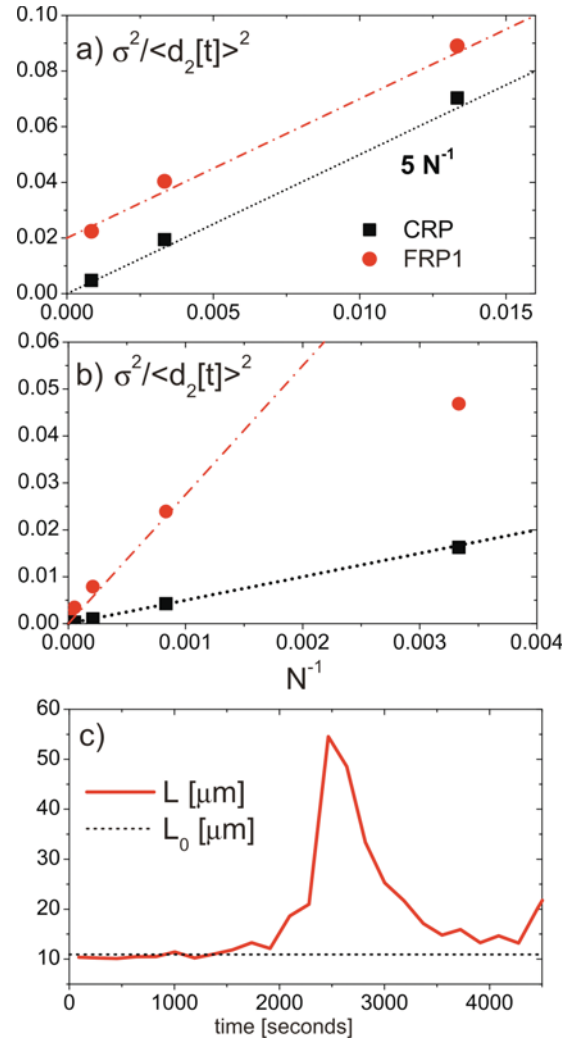 a) σ²/<d₂[t]>²
0.10
0.08
0.06
0.04
0.02
0.00
5 N⁻¹
CRP
FRP1
0.000 0.005 0.010 0.015
b) σ²/<d₂[t]>²
0.06
0.05
0.04
0.03
0.02
0.01
0.00
0.000 0.001 0.002 0.003 0.004
N⁻¹
c)
60
50
40
30
20
10
L [μm]
L₀ [μm]
0 1000 2000 3000 4000
time [seconds]